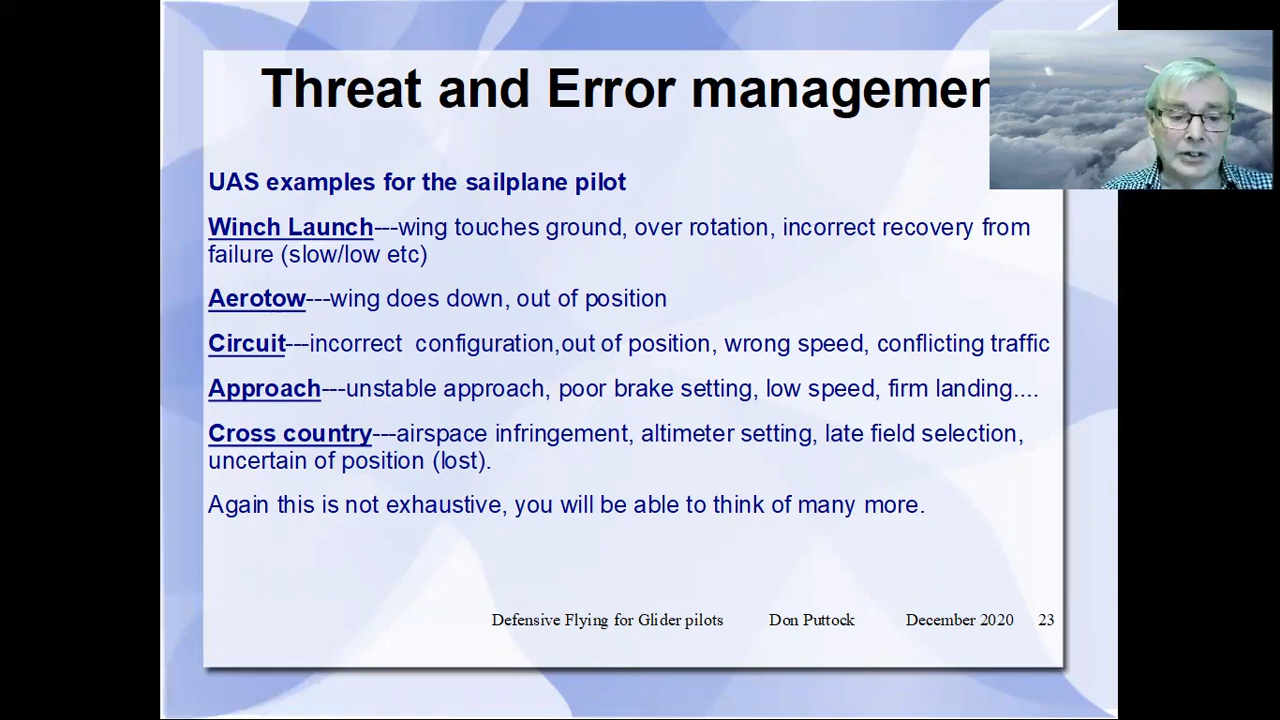 Threat and Error managemen
UAS examples for the sailplane pilot
Winch Launch---wing touches ground, over rotation, incorrect recovery from
failure (slow/low etc)
Aerotow---wing does down, out of position
Circuit---incorrect  configuration,out of position, wrong speed, conflicting traffic
Approach---unstable approach, poor brake setting, low speed, firm landing....
Cross country---airspace infringement, altimeter setting, late field selection,
uncertain of position (lost).
Again this is not exhaustive, you will be able to think of many more.
Defensive Flying for Glider pilots Don Puttock December 2020 23